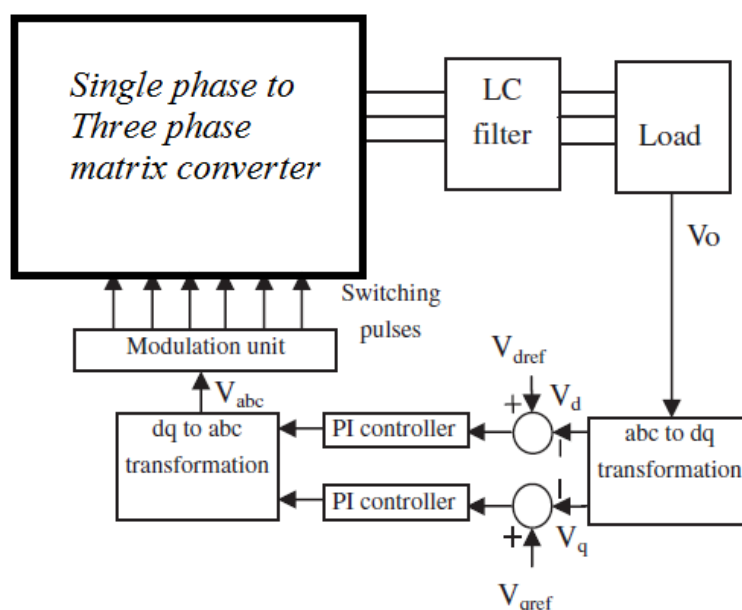 Single phase to
Three phase
matrix converter
LC
filter
Load
Vo
Switching
pulses
Modulation unit
Vdref
Vabc
+
Vd
dq to abc
transformation
PI controller
abc to dq
transformation
PI controller
+
Vq
Vqref